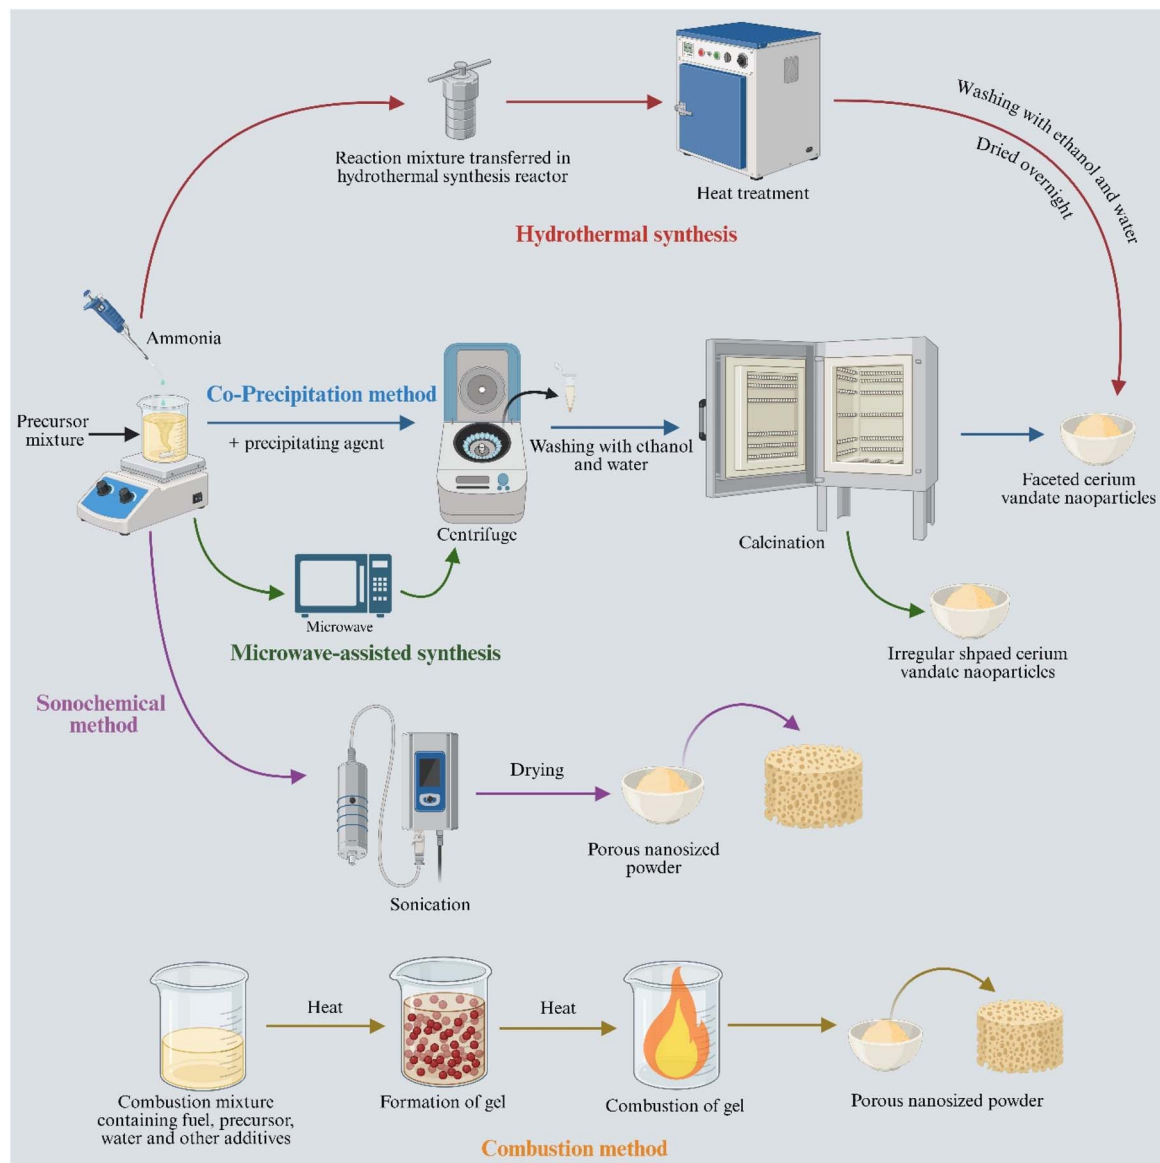 Reaction mixture transferred in
hydrothermal synthesis reactor
Heat treatment
Washing with ethanol and water
Dried overnight
Hydrothermal synthesis
Ammonia
Precursor
mixture
Co-Precipitation method
+ precipitating agent
Centrifuge
Washing with ethanol
and water
Calcination
Faceted cerium
vandate naoparticles
Microwave
Microwave-assisted synthesis
Irregular shpaed cerium
vandate naoparticles
Sonochemical
method
Sonication
Drying
Porous nanosized
powder
Heat
Heat
Combustion mixture
containing fuel, precursor,
water and other additives
Formation of gel
Combustion of gel
Porous nanosized powder
Combustion method